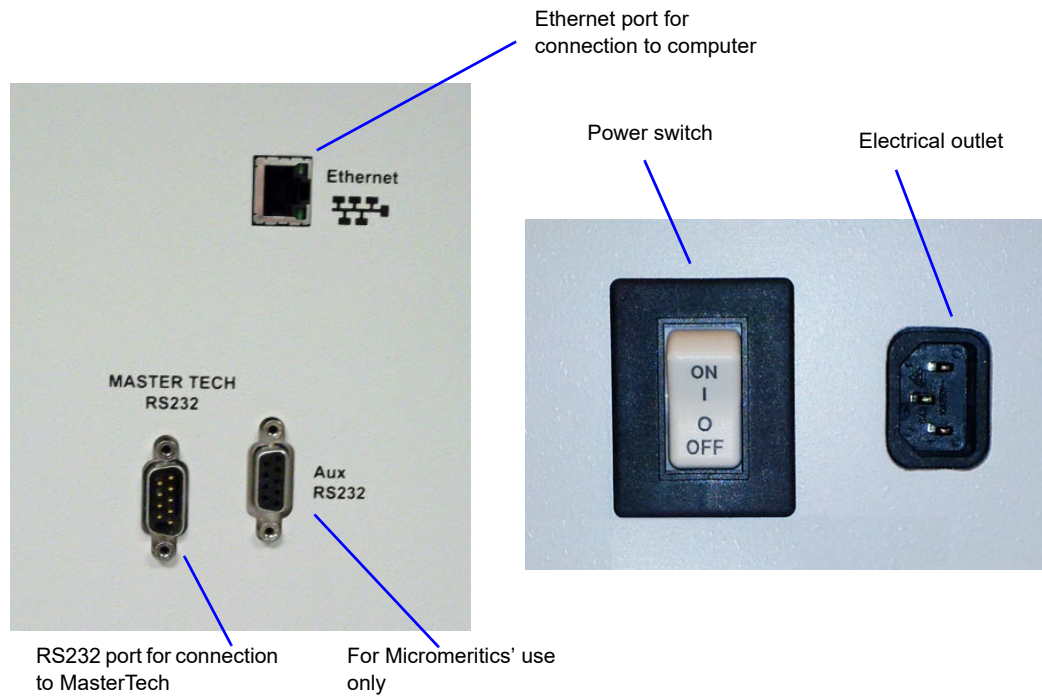 Ethernet port for
connection to computer
Power switch
Electrical outlet
Ethernet
MASTER TECH
RS232
Aux
RS232
ON
I
O
OFF
RS232 port for connection
to MasterTech
For Micromeritics' use
only